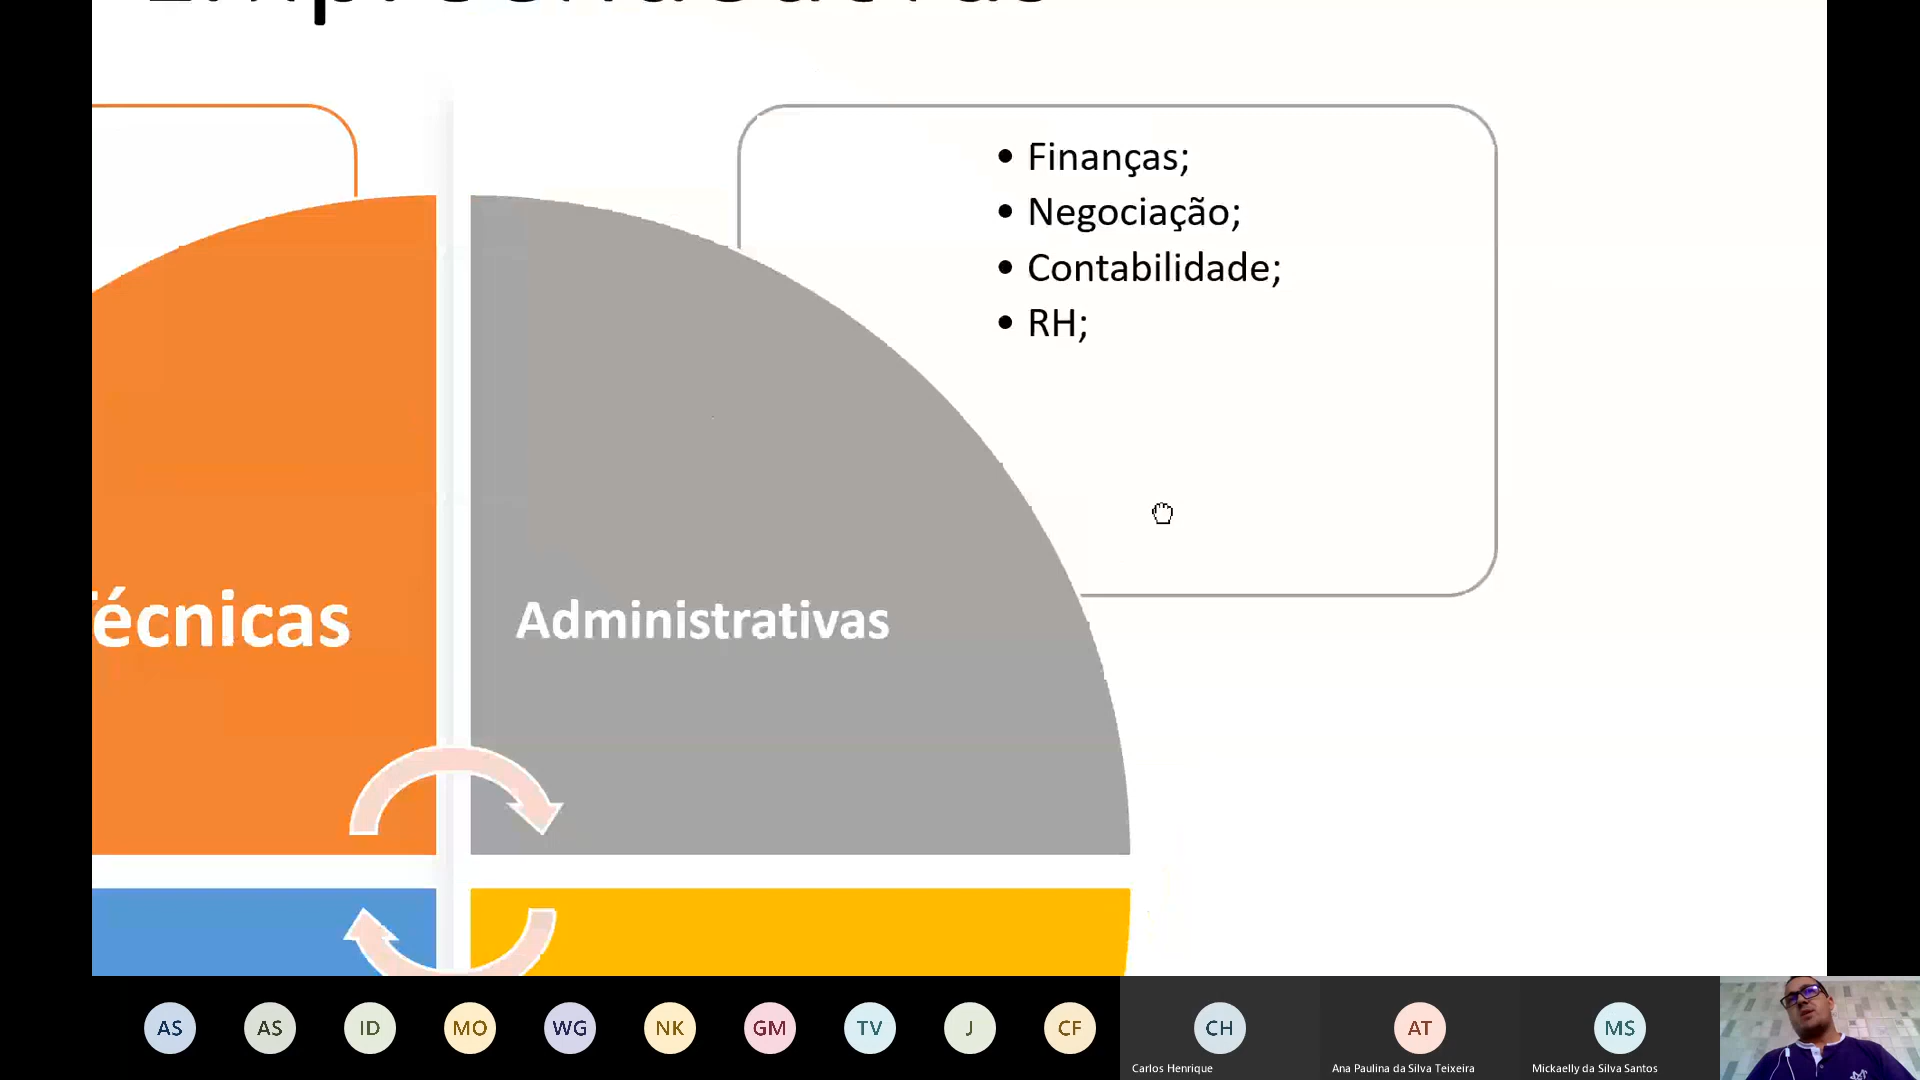 • Finanças;
• Negociação;
• Contabilidade;
• RH;
écnicas
Administrativas
AS
AS
ID
MO
WG
NK
GM
TV
J
CF
CH
AT
MS
Carlos Henrique
Ana Paulina da Silva Teixeira
Mickaelly da Silva Santos